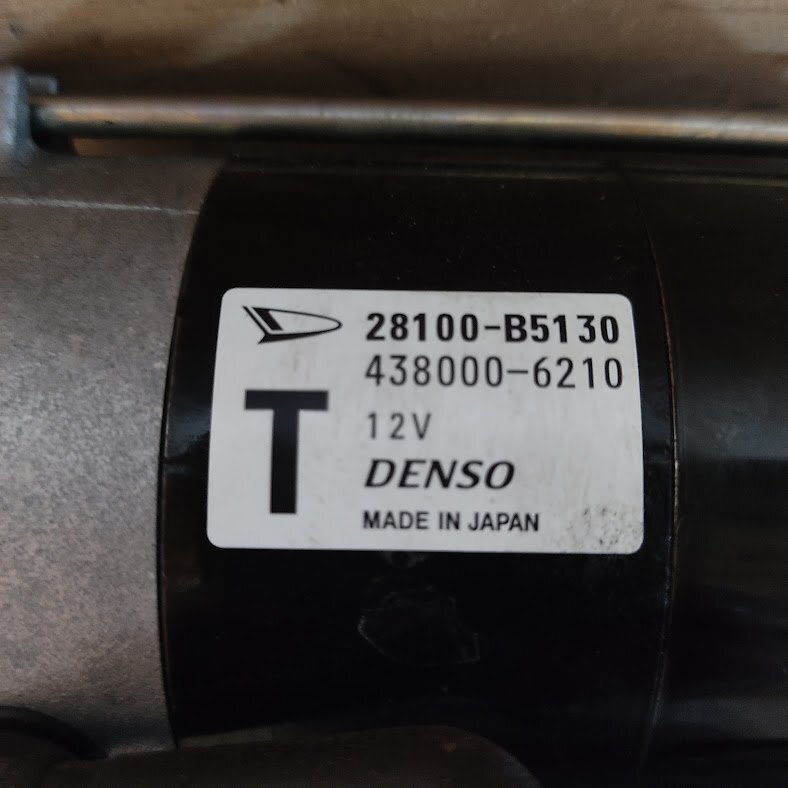 28100-B5130
438000-6210
T
12V
DENSO
MADE IN JAPAN